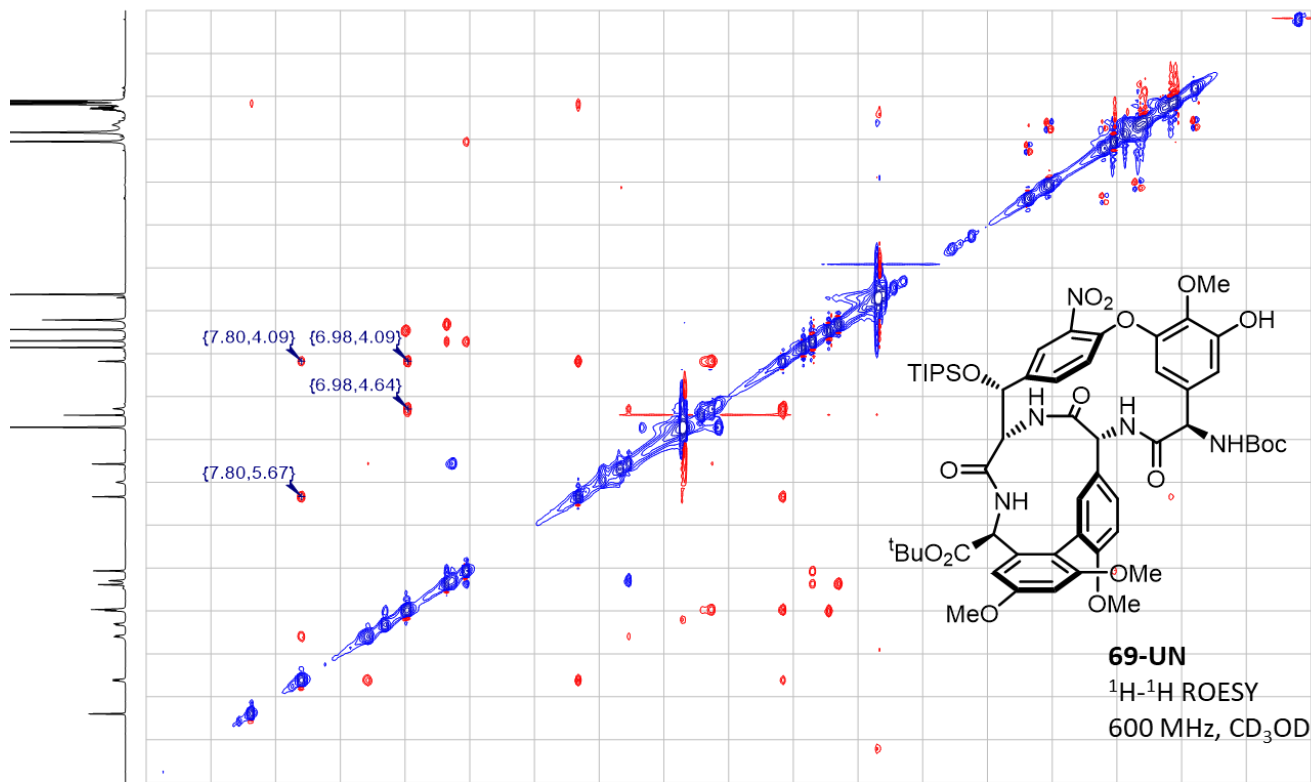 {7.80,4.09} {6.98,4.09}
{6.98,4.64}
{7.80,5.67}
NO2 OMe
O OH
TIPSO
H N O H N
NHBoc
O O
NH
tBuO2C
OMe
MeO OMe
69-UN
1H-1H ROESY
600 MHz, CD3OD